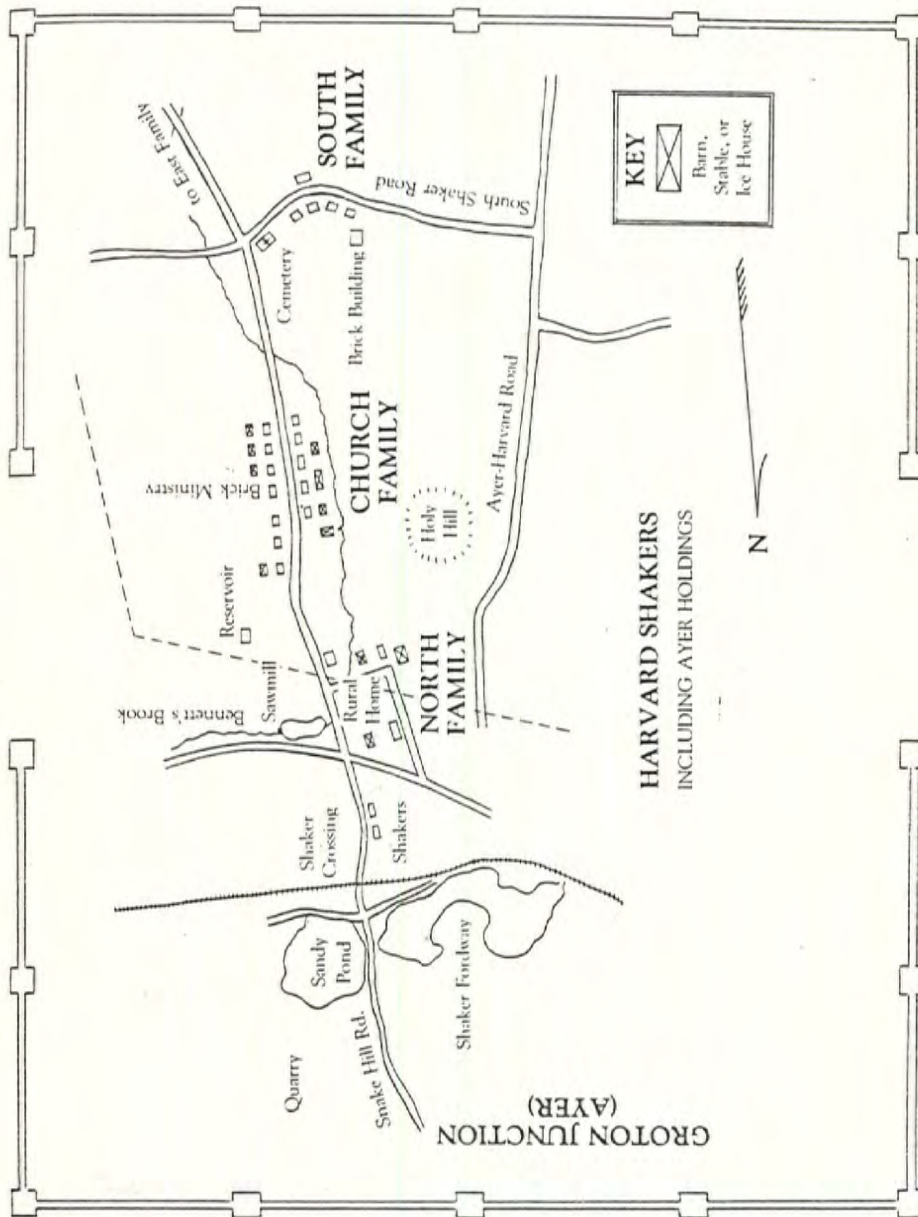 to East Family
SOUTH
FAMILY
South Shaker Road
Cemetery
Brick Building
KEY
Barn,
Stable, or
Ice House
Brick Ministry
CHURCH
FAMILY
Holy
Hill
Ayer-Harvard Road
Reservoir
Bennett's Brook
Sawmill
Rural
Home
NORTH
FAMILY
N
HARVARD SHAKERS
INCLUDING AYER HOLDINGS
Shaker
Crossing
Shakers
Sandy
Pond
Shaker Fordway
Quarry
Snake Hill Rd.
GROTON JUNCTION
(AYER)